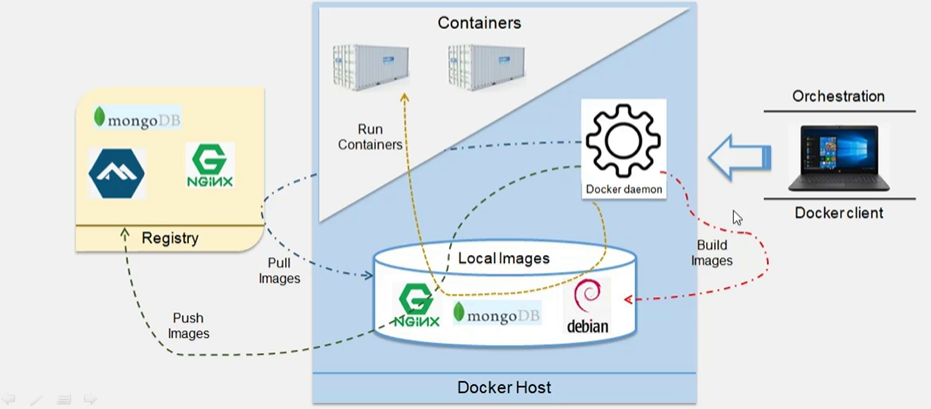 Containers
Run
Containers
Orchestration
mongoDB
NGINX
Docker daemon
Docker client
Registry
Local Images
Build
Images
Pull
Images
NGINX
mongoDB
debian
Push
Images
Docker Host